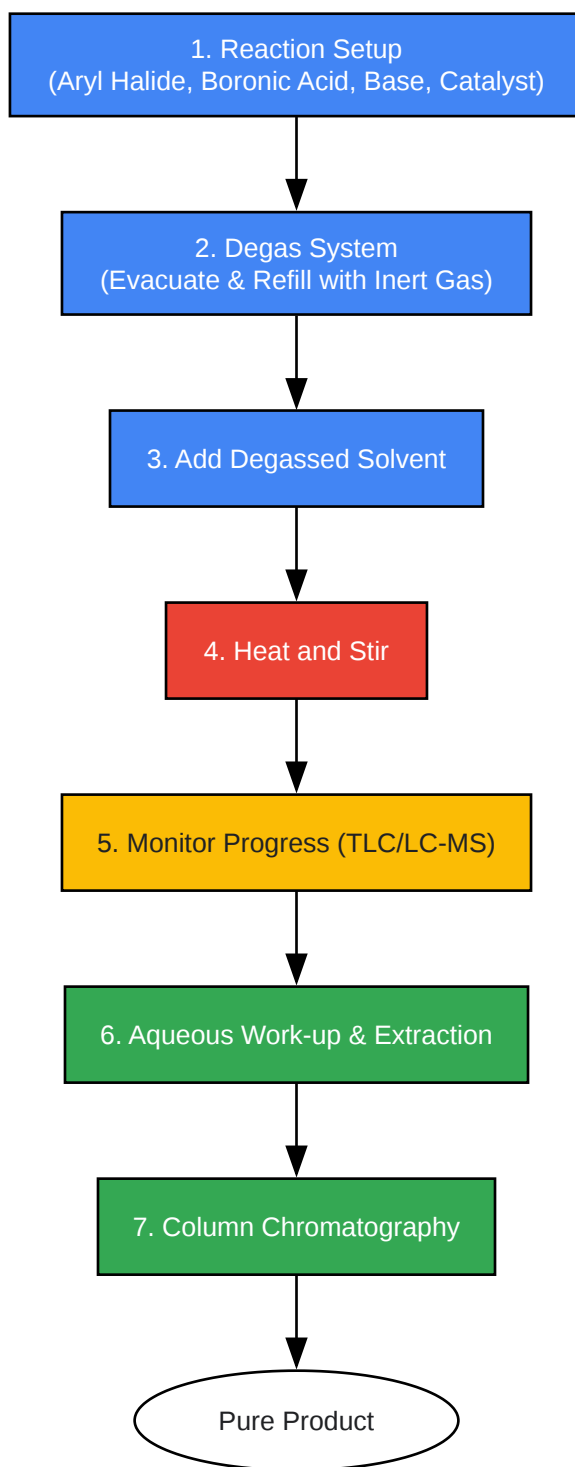 1. Reaction Setup
(Aryl Halide, Boronic Acid, Base, Catalyst)
2. Degas System
(Evacuate & Refill with Inert Gas)
3. Add Degassed Solvent
4. Heat and Stir
5. Monitor Progress (TLC/LC-MS)
6. Aqueous Work-up & Extraction
7. Column Chromatography
Pure Product